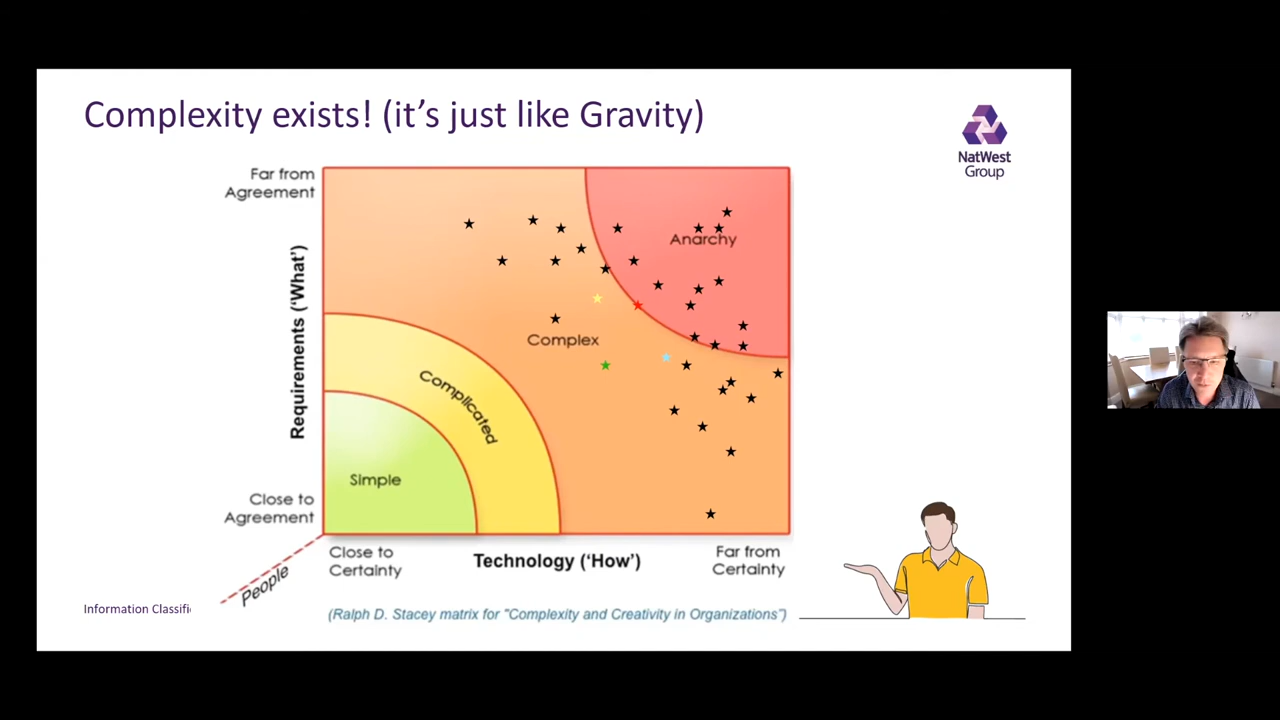 Complexity exists! (it’s just like Gravity)
NatWest
Group
Far from
Agreement
Requirements (‘What’)
Close to
Agreement
Anarchy
Complex
Complicated
Simple
Close to
Certainty
Technology (‘How’)
Far from
Certainty
People
Information Classifi
(Ralph D. Stacey matrix for "Complexity and Creativity in Organizations")